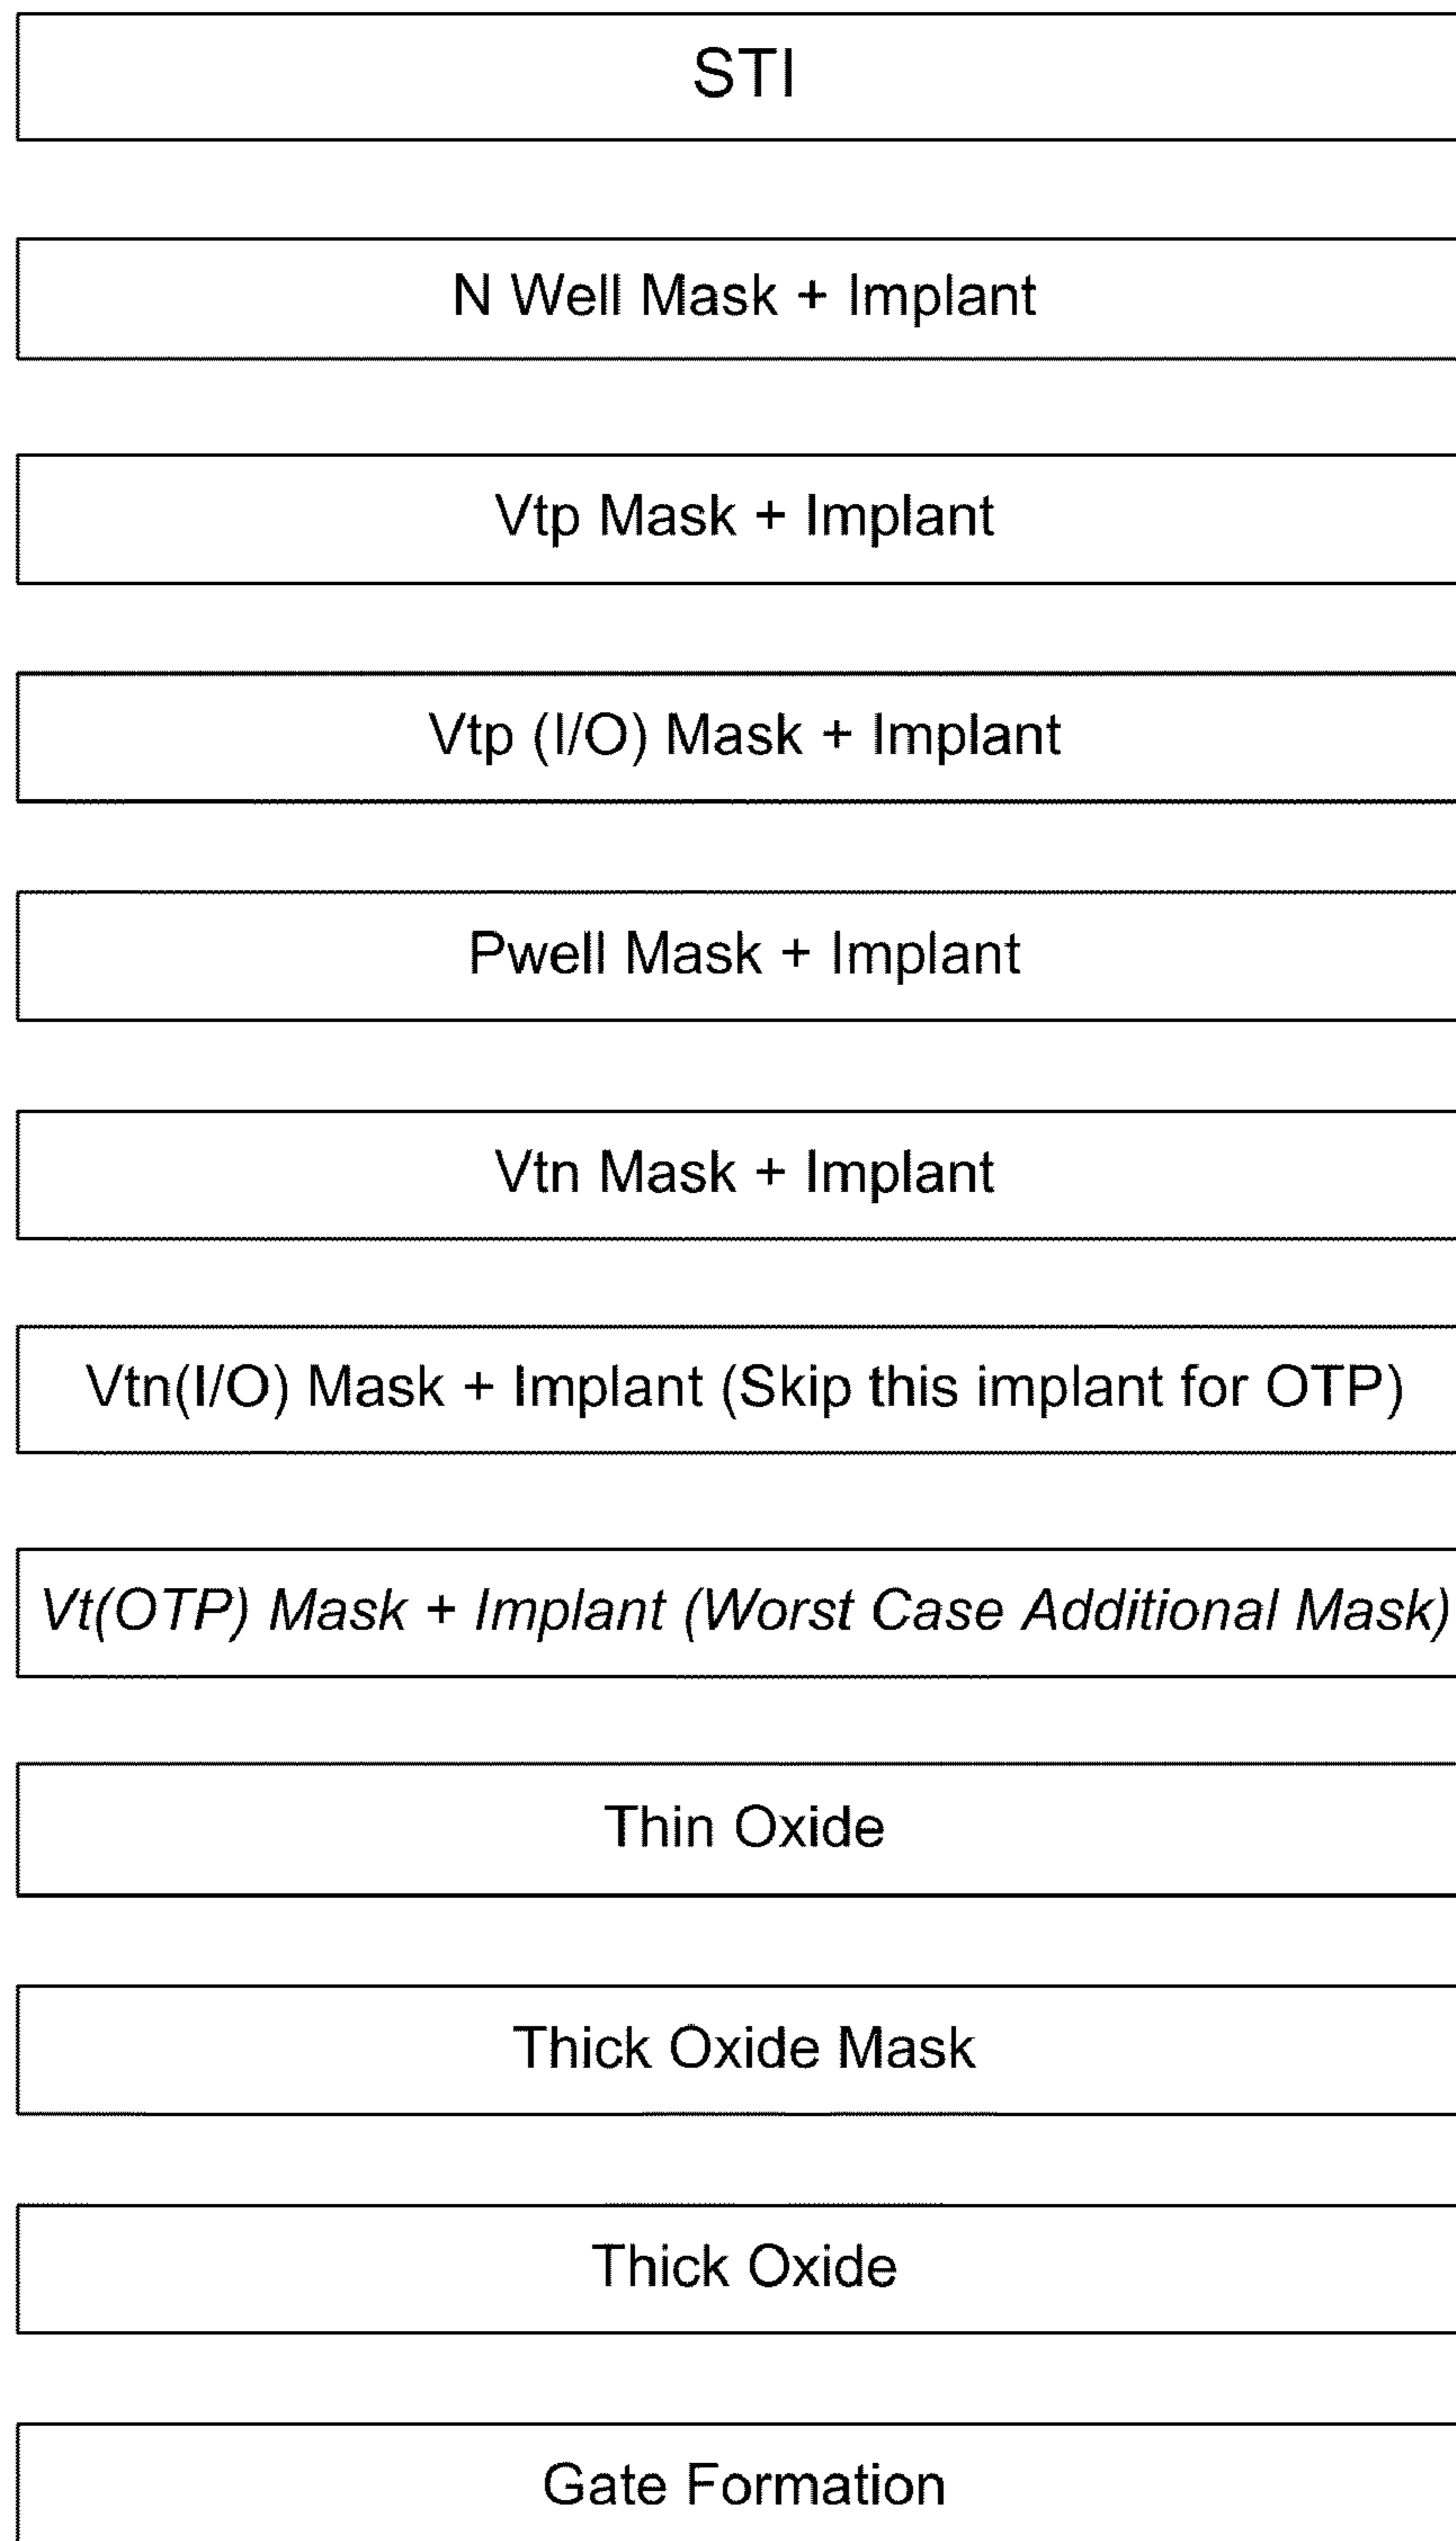 STI
N Well Mask + Implant
Vtp Mask + Implant
Vtp (I/O) Mask + Implant
Pwell Mask + Implant
Vtn Mask + Implant
Vtn(I/O) Mask + Implant (Skip this implant for OTP)
Vt(OTP) Mask + Implant (Worst Case Additional Mask)
Thin Oxide
Thick Oxide Mask
Thick Oxide
Gate Formation